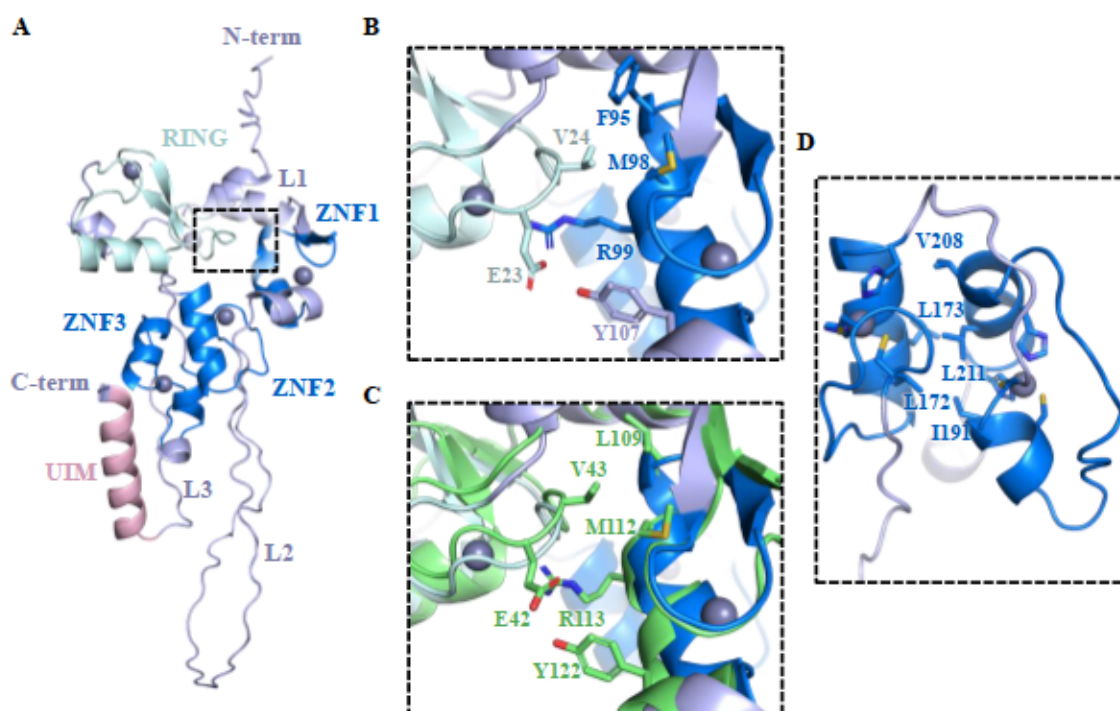 A
N-term
RING
L1
ZNF1
ZNF3
ZNF2
C-term
UIM
L3
L2
B
F95
V24
M98
R99
E23
Y107
C
L109
V43
M112
E42 R113
Y122
D
V208
L173
L211
L172
I191